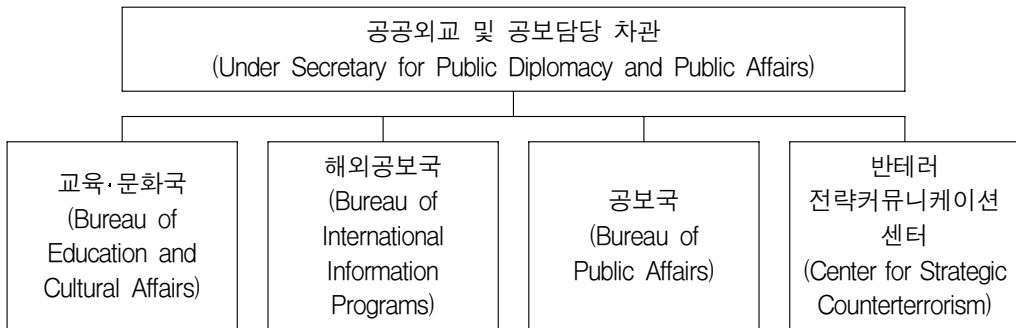 공공외교 및 공보담당 차관
(Under Secretary for Public Diplomacy and Public Affairs)
교육·문화국
(Bureau of
Education and
Cultural Affairs)
해외공보국
(Bureau of
International
Information
Programs)
공보국
(Bureau of
Public Affairs)
반테러
전략커뮤니케이션
센터
(Center for Strategic
Counterterrorism)